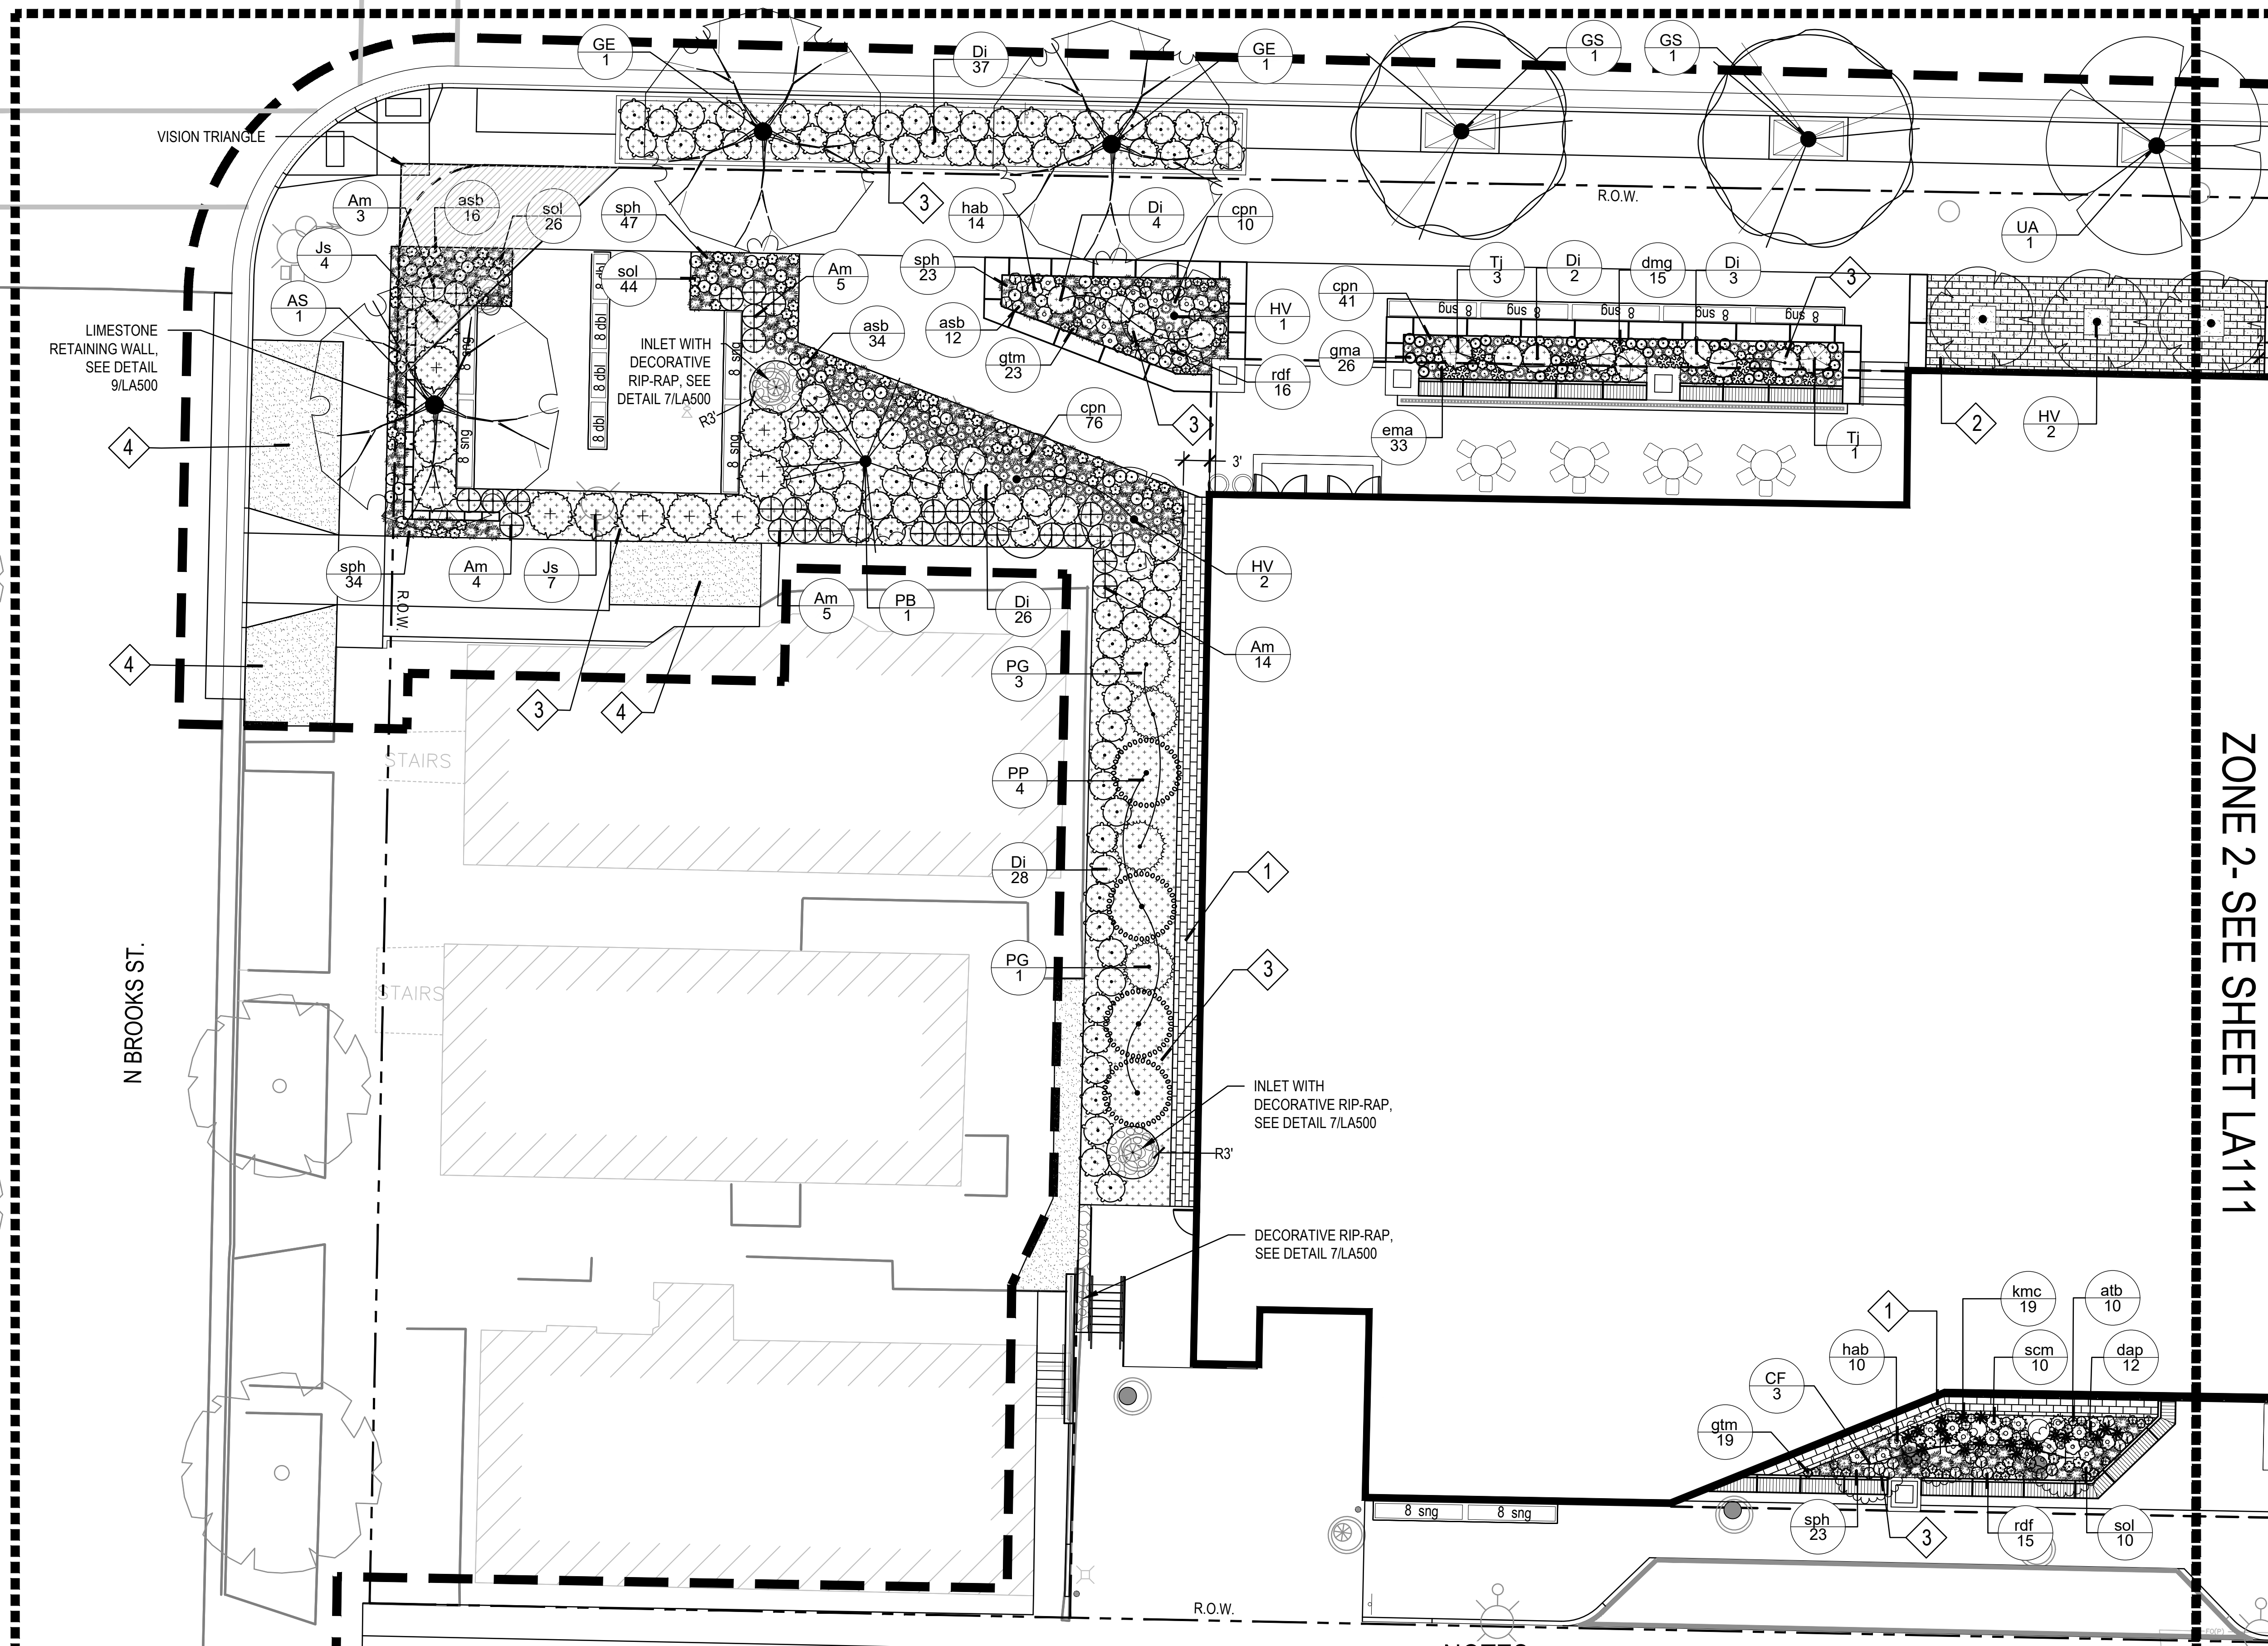 GE
1
Di
37
GE
1
GS
1
GS
1
VISION TRIANGLE
Am
3
asb
16
sol
26
sph
47
3
hab
14
Di
4
cpn
10
R.O.W.
UA
1
Js
4
sol
44
Am
5
sph
23
Tj
3
Di
2
dmg
15
Di
3
3
AS
1
8 dbl
8 dbl
8 dbl
8 dbl
cpn
41
HV
1
8 sng
8 sng
8 sng
8 sng
8 sng
LIMESTONE
RETAINING WALL,
SEE DETAIL
9/LA500
INLET WITH
DECORATIVE
RIP-RAP, SEE
DETAIL 7/LA500
R3'
8 sng
8 sng
8 sng
8 sng
asb
34
asb
12
gtm
23
gma
26
rdf
16
cpn
76
3
ema
33
Tj
1
2
HV
2
4
3'
sph
34
Am
4
Js
7
R.O.W.
Am
5
PB
1
Di
26
HV
2
Am
14
4
3
4
PG
3
STAIRS
PP
4
Di
28
1
PG
1
3
STAIRS
N BROOKS ST.
INLET WITH
DECORATIVE RIP-RAP,
SEE DETAIL 7/LA500
R3'
DECORATIVE RIP-RAP,
SEE DETAIL 7/LA500
ZONE 2- SEE SHEET LA111
1
kmc
19
atb
10
hab
10
scm
10
dap
12
CF
3
gtm
19
8 sng
8 sng
sph
23
3
rdf
15
sol
10
R.O.W.
NOTES